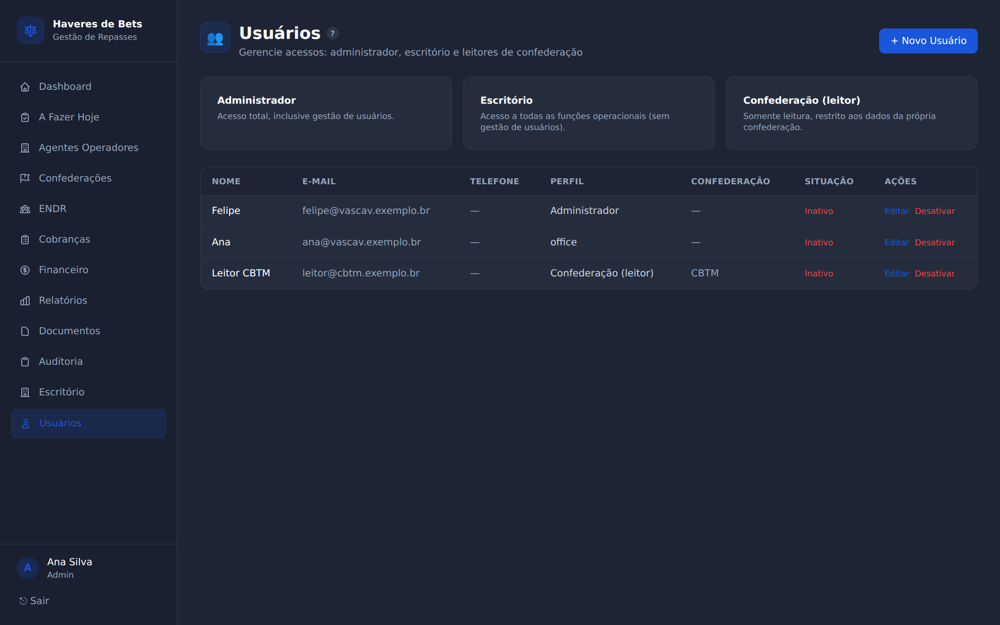 Haveres de Bets
Gestão de Repasses
Dashboard
A Fazer Hoje
Agentes Operadores
Confederações
ENDR
Cobranças
Financeiro
Relatórios
Documentos
Auditoria
Escritório
Usuários
A
Ana Silva
Admin
Sair
Usuários ?
Gerencie acessos: administrador, escritório e leitores de confederação
+ Novo Usuário
Administrador
Acesso total, inclusive gestão de usuários.
Escritório
Acesso a todas as funções operacionais (sem
gestão de usuários).
Confederação (leitor)
Somente leitura, restrito aos dados da própria
confederação.
NOME E-MAIL TELEFONE PERFIL CONFEDERAÇÃO SITUAÇÃO AÇÕES
Felipe felipe@vascav.exemplo.br — Administrador — Inativo Editar Desativar
Ana ana@vascav.exemplo.br — office — Inativo Editar Desativar
Leitor CBTM leitor@cbtm.exemplo.br — Confederação (leitor) CBTM Inativo Editar Desativar